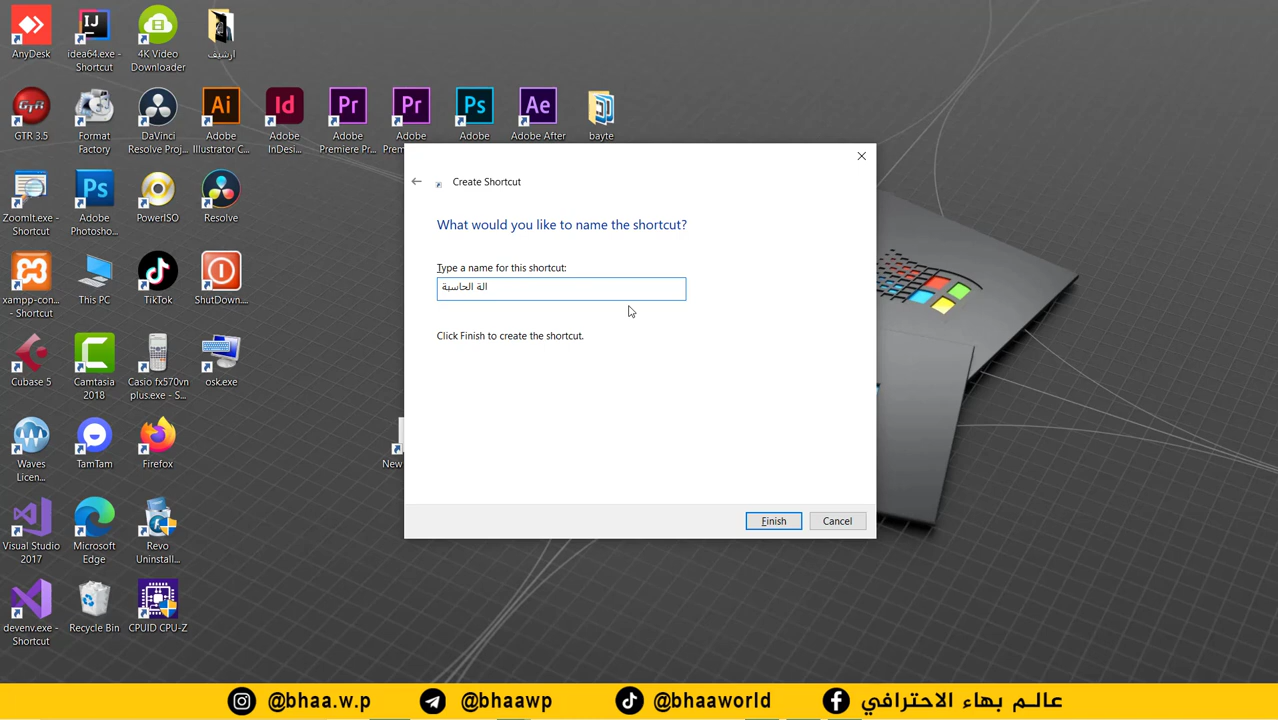 AnyDesk
idea64.exe -
Shortcut
4K Video
Downloader
ارشيف
GTR 3.5
Format
Factory
DaVinci
Resolve Proj...
Adobe
Illustrator C...
Adobe
InDesi...
Adobe
Premiere Pr...
Adobe
Adobe
Adobe After
bayte
ZoomIt.exe -
Shortcut
Adobe
Photosho...
PowerISO
Resolve
xampp-con...
- Shortcut
This PC
TikTok
ShutDown....
Cubase 5
Camtasia
2018
Casio fx570vn
plus.exe - S...
osk.exe
Waves
Licen...
TamTam
Firefox
New
Visual Studio
2017
Microsoft
Edge
Revo
Uninstall...
devenv.exe -
Shortcut
Recycle Bin
CPUID CPU-Z
Create Shortcut
What would you like to name the shortcut?
Type a name for this shortcut:
الة الحاسبة
Click Finish to create the shortcut.
Finish
Cancel
@bhaa.w.p
@bhaawp
@bhaaworld
عالم بهاء الاحترافي